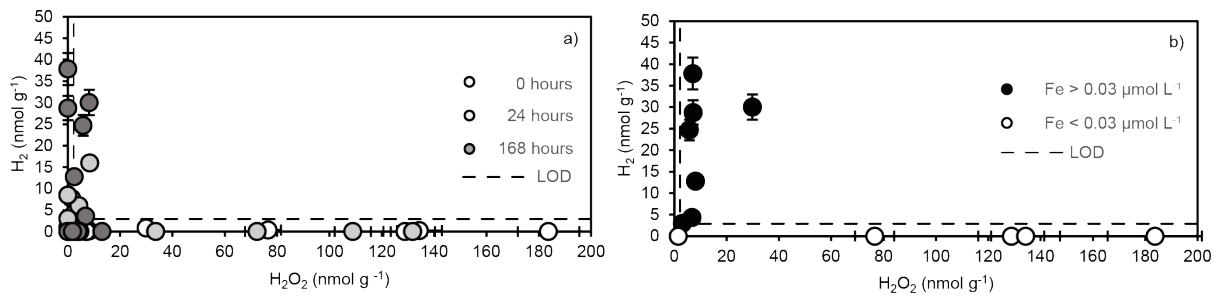 a)
50
45
40
35
30
25
20
15
10
5
0
H₂ (nmol g⁻¹)
0 hours
24 hours
168 hours
LOD
0 20 40 60 80 100 120 140 160 180 200
H₂O₂ (nmol g ⁻¹)
b)
50
45
40
35
30
25
20
15
10
5
0
H₂ (nmol g⁻¹)
Fe > 0.03 µmol L⁻¹
Fe < 0.03 µmol L⁻¹
LOD
0 20 40 60 80 100 120 140 160 180 200
H₂O₂ (nmol g ⁻¹)